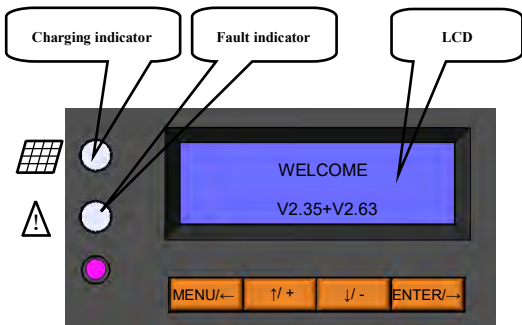 Charging indicator
Fault indicator
LCD
WELCOME
V2.35+V2.63
MENU/←
↑/ +
↓/ -
ENTER/→